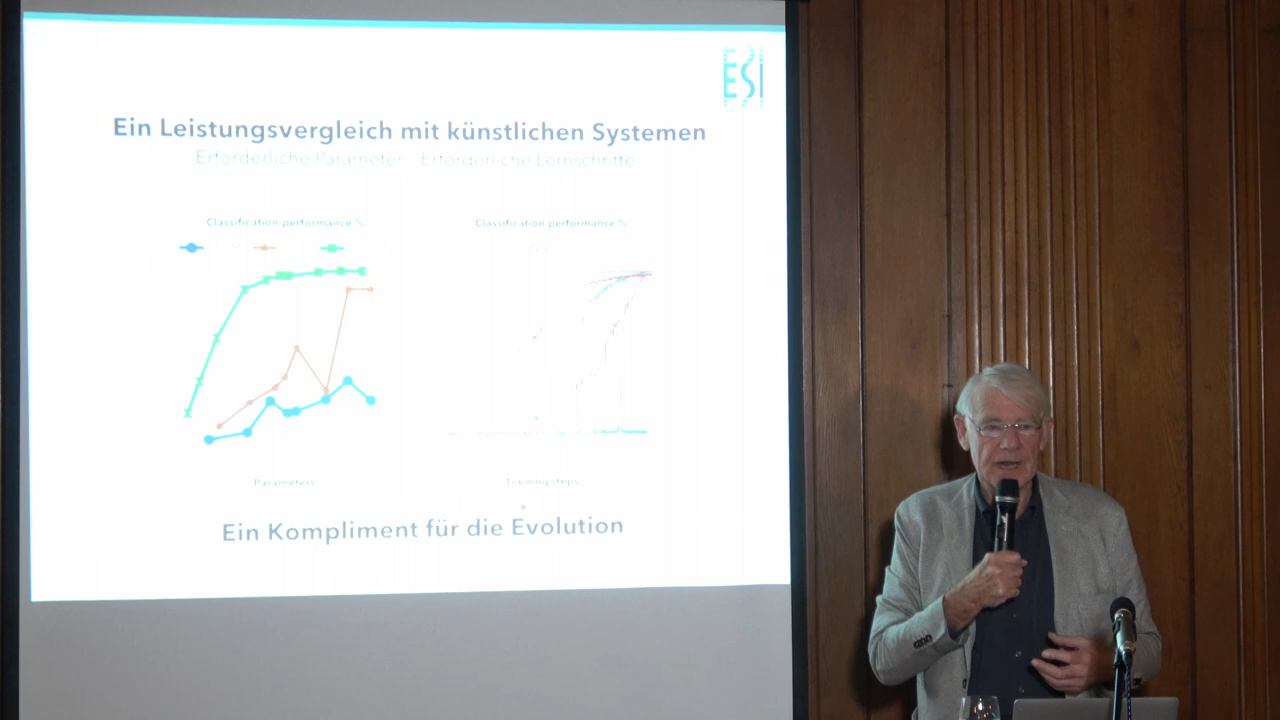 ESI
Ein Leistungsvergleich mit künstlichen Systemen
Erforderliche Parameter Erforderliche Lernschritte
Classification performance %
Classification performance %
Parameters
Training steps
Ein Kompliment für die Evolution